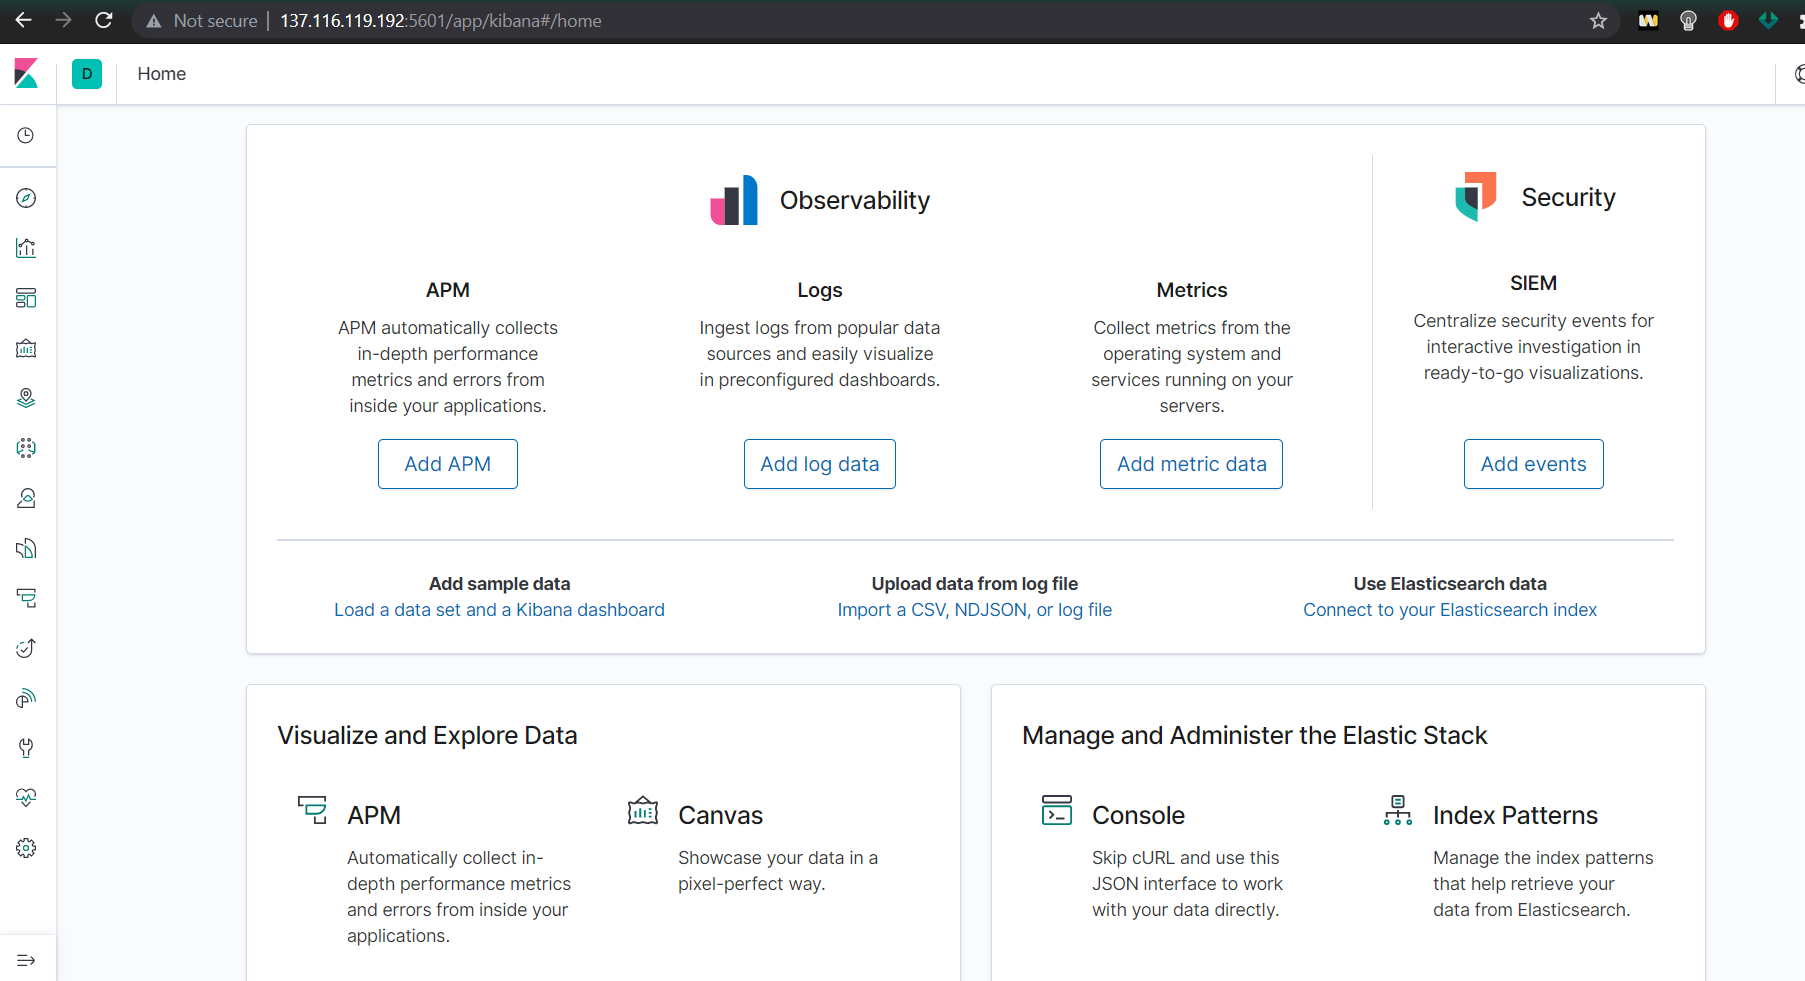 Not secure | 137.116.119.192:5601/app/kibana#/home
D
Home
Observability
Security
APM
APM automatically collects
in-depth performance
metrics and errors from
inside your applications.
Add APM
Logs
Ingest logs from popular data
sources and easily visualize
in preconfigured dashboards.
Add log data
Metrics
Collect metrics from the
operating system and
services running on your
servers.
Add metric data
SIEM
Centralize security events for
interactive investigation in
ready-to-go visualizations.
Add events
Add sample data
Load a data set and a Kibana dashboard
Upload data from log file
Import a CSV, NDJSON, or log file
Use Elasticsearch data
Connect to your Elasticsearch index
Visualize and Explore Data
APM
Automatically collect in-
depth performance metrics
and errors from inside your
applications.
Canvas
Showcase your data in a
pixel-perfect way.
Manage and Administer the Elastic Stack
Console
Skip cURL and use this
JSON interface to work
with your data directly.
Index Patterns
Manage the index patterns
that help retrieve your
data from Elasticsearch.